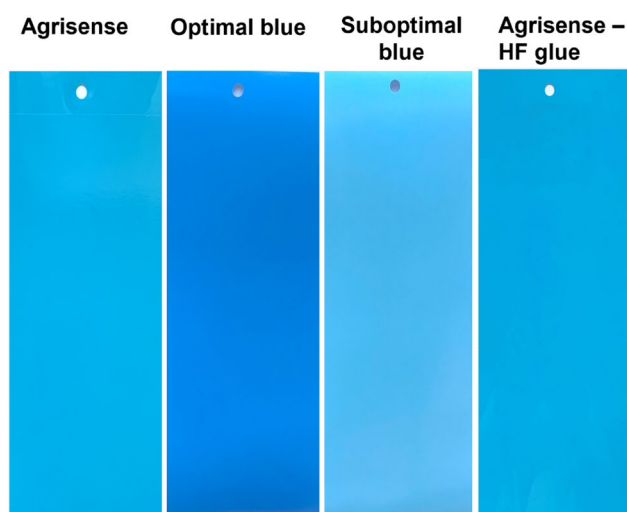 Agrisense
Optimal blue
Suboptimal
blue
Agrisense –
HF glue